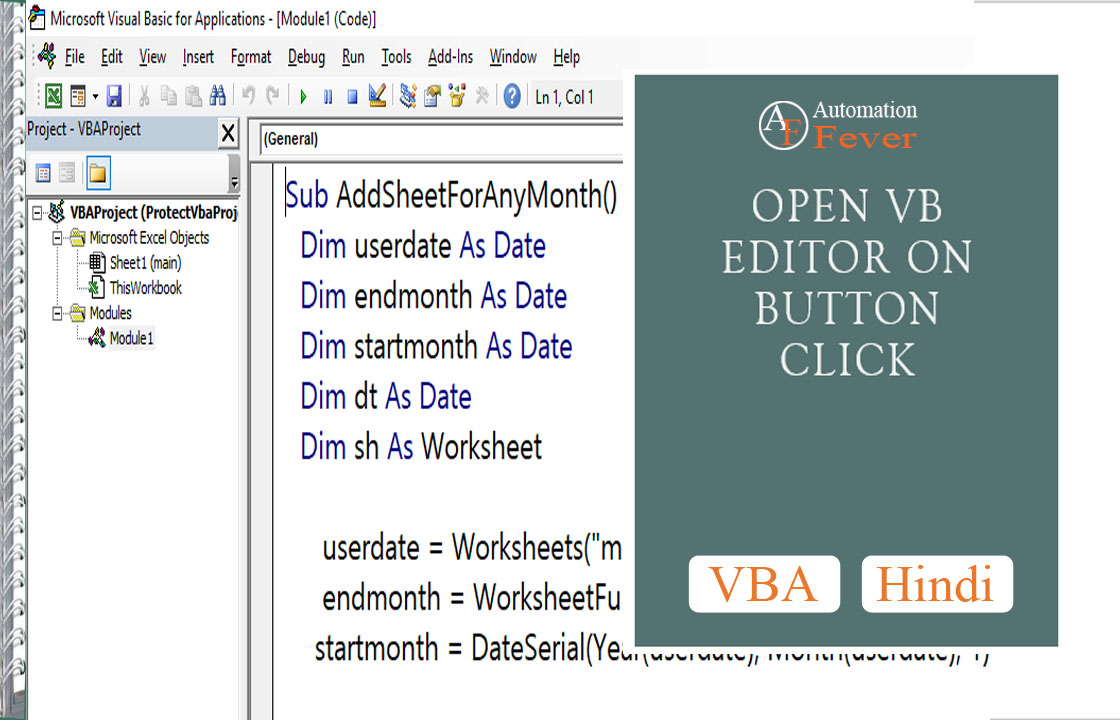 Microsoft Visual Basic for Applications - [Module1 (Code)]
File Edit View Insert Format Debug Run Tools Add-Ins Window Help
Ln 1, Col 1
Project - VBAProject
(General)
VBAProject (ProtectVbaProj
Microsoft Excel Objects
Sheet1 (main)
ThisWorkbook
Modules
Module1
Sub AddSheetForAnyMonth()
Dim userdate As Date
Dim endmonth As Date
Dim startmonth As Date
Dim dt As Date
Dim sh As Worksheet
userdate = Worksheets("m
endmonth = WorksheetFu
startmonth = DateSerial(Year(userdate), Month(userdate), 1)
AF
Automation
Fever
OPEN VB
EDITOR ON
BUTTON
CLICK
VBA
Hindi